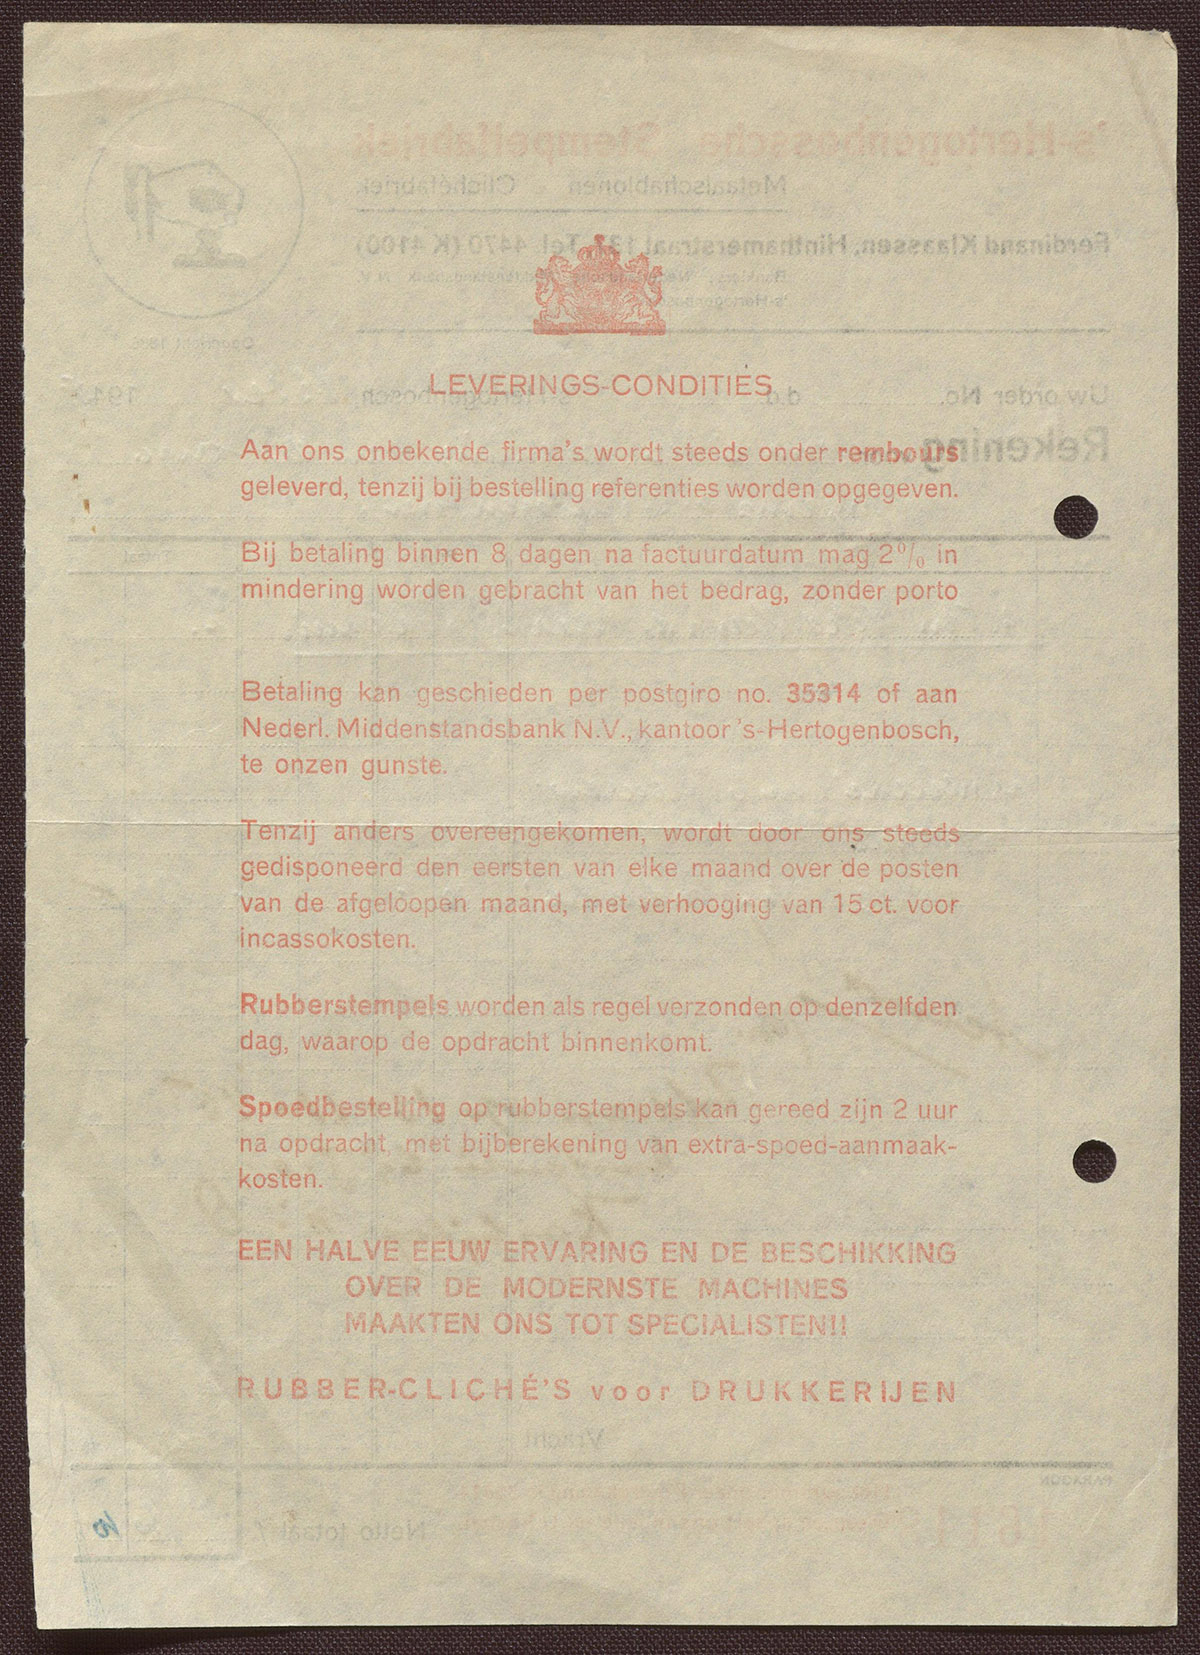 LEVERINGS-CONDITIES
Aan ons onbekende firma's wordt steeds onder rembours
geleverd, tenzij bij bestelling referenties worden opgegeven.
Bij betaling binnen 8 dagen na factuurdatum mag 2% in
mindering worden gebracht van het bedrag, zonder porto
Betaling kan geschieden per postgiro no. 35314 of aan
Nederl. Middenstandsbank N.V., kantoor 's-Hertogenbosch,
te onzen gunste.
Tenzij anders overeengekomen, wordt door ons steeds
gedisponeerd den eersten van elke maand over de posten
van de afgeloopen maand, met verhooging van 15 ct. voor
incassokosten.
Rubberstempels worden als regel verzonden op denzelfden
dag, waarop de opdracht binnenkomt.
Spoedbestelling op rubberstempels kan gereed zijn 2 uur
na opdracht, met bijberekening van extra-spoed-aanmaak-
kosten.
EEN HALVE EEUW ERVARING EN DE BESCHIKKING
OVER DE MODERNSTE MACHINES
MAAKTEN ONS TOT SPECIALISTEN!!
RUBBER-CLICHÉ'S voor DRUKKERIJEN